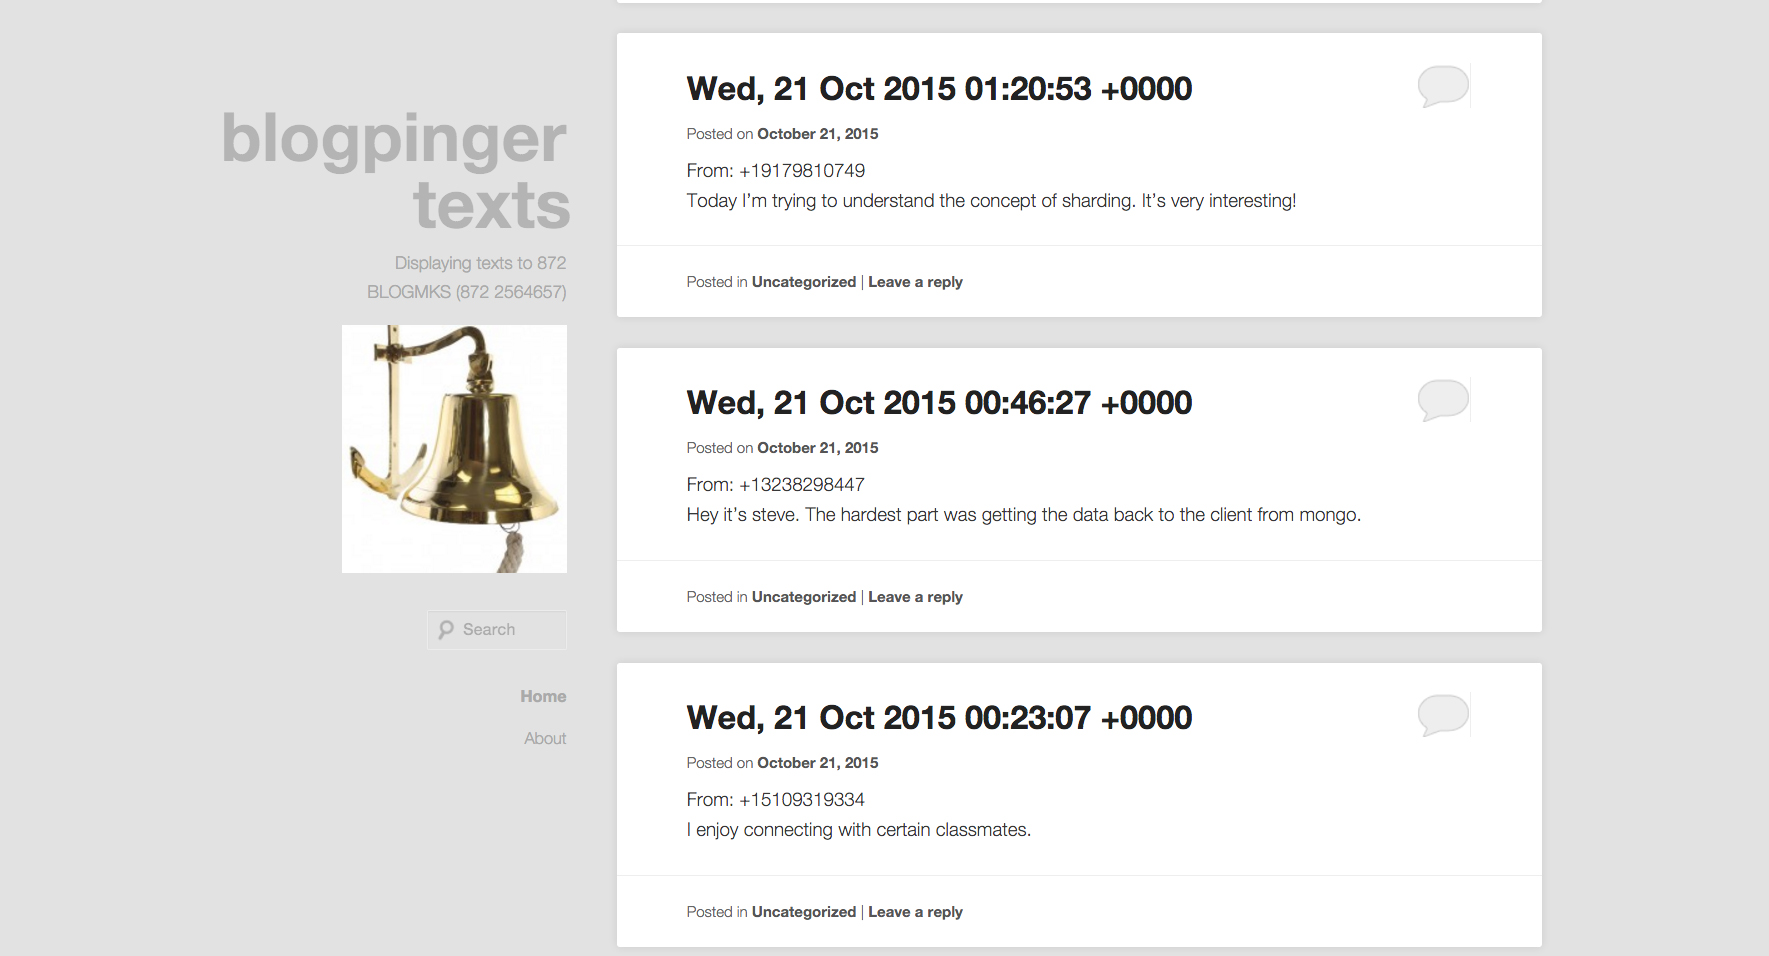 blogpinger
texts
Displaying texts to 872
BLOGMKS (872 2564657)
Search
Home
About
Wed, 21 Oct 2015 01:20:53 +0000
Posted on October 21, 2015
From: +19179810749
Today I’m trying to understand the concept of sharding. It’s very interesting!
Posted in Uncategorized | Leave a reply
Wed, 21 Oct 2015 00:46:27 +0000
Posted on October 21, 2015
From: +13238298447
Hey it’s steve. The hardest part was getting the data back to the client from mongo.
Posted in Uncategorized | Leave a reply
Wed, 21 Oct 2015 00:23:07 +0000
Posted on October 21, 2015
From: +15109319334
I enjoy connecting with certain classmates.
Posted in Uncategorized | Leave a reply